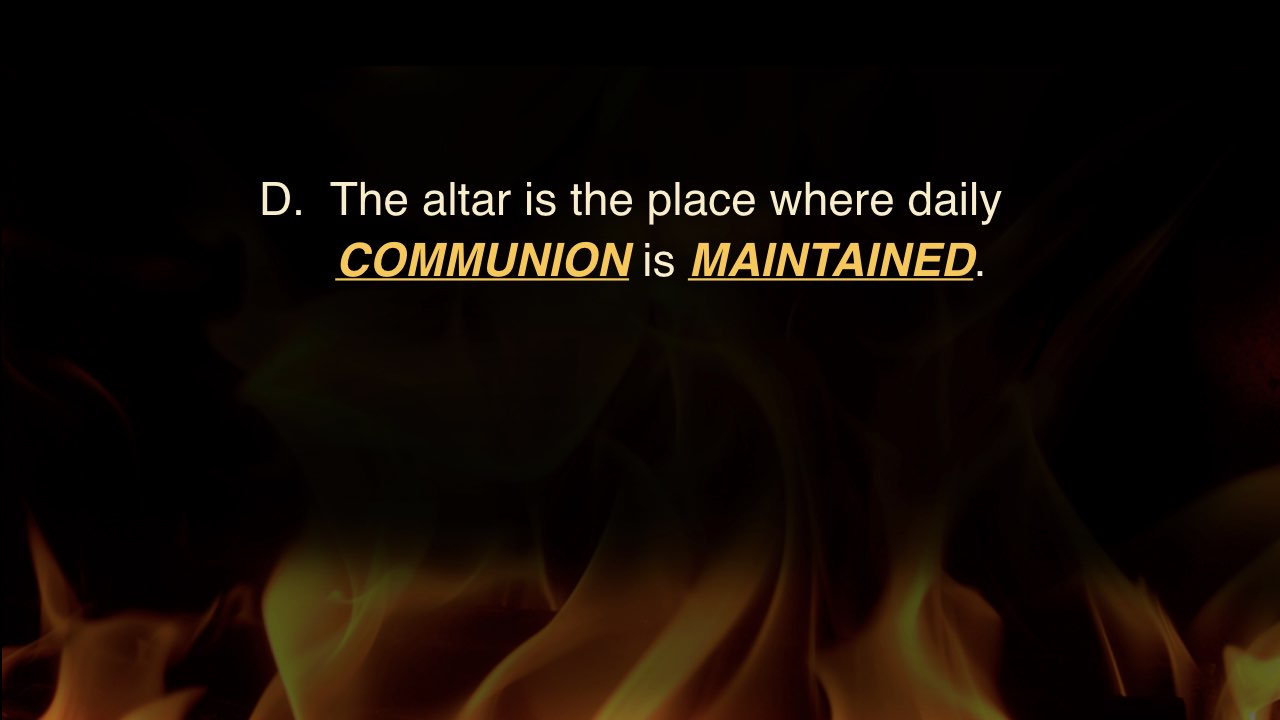 D. The altar is the place where daily
COMMUNION is MAINTAINED.